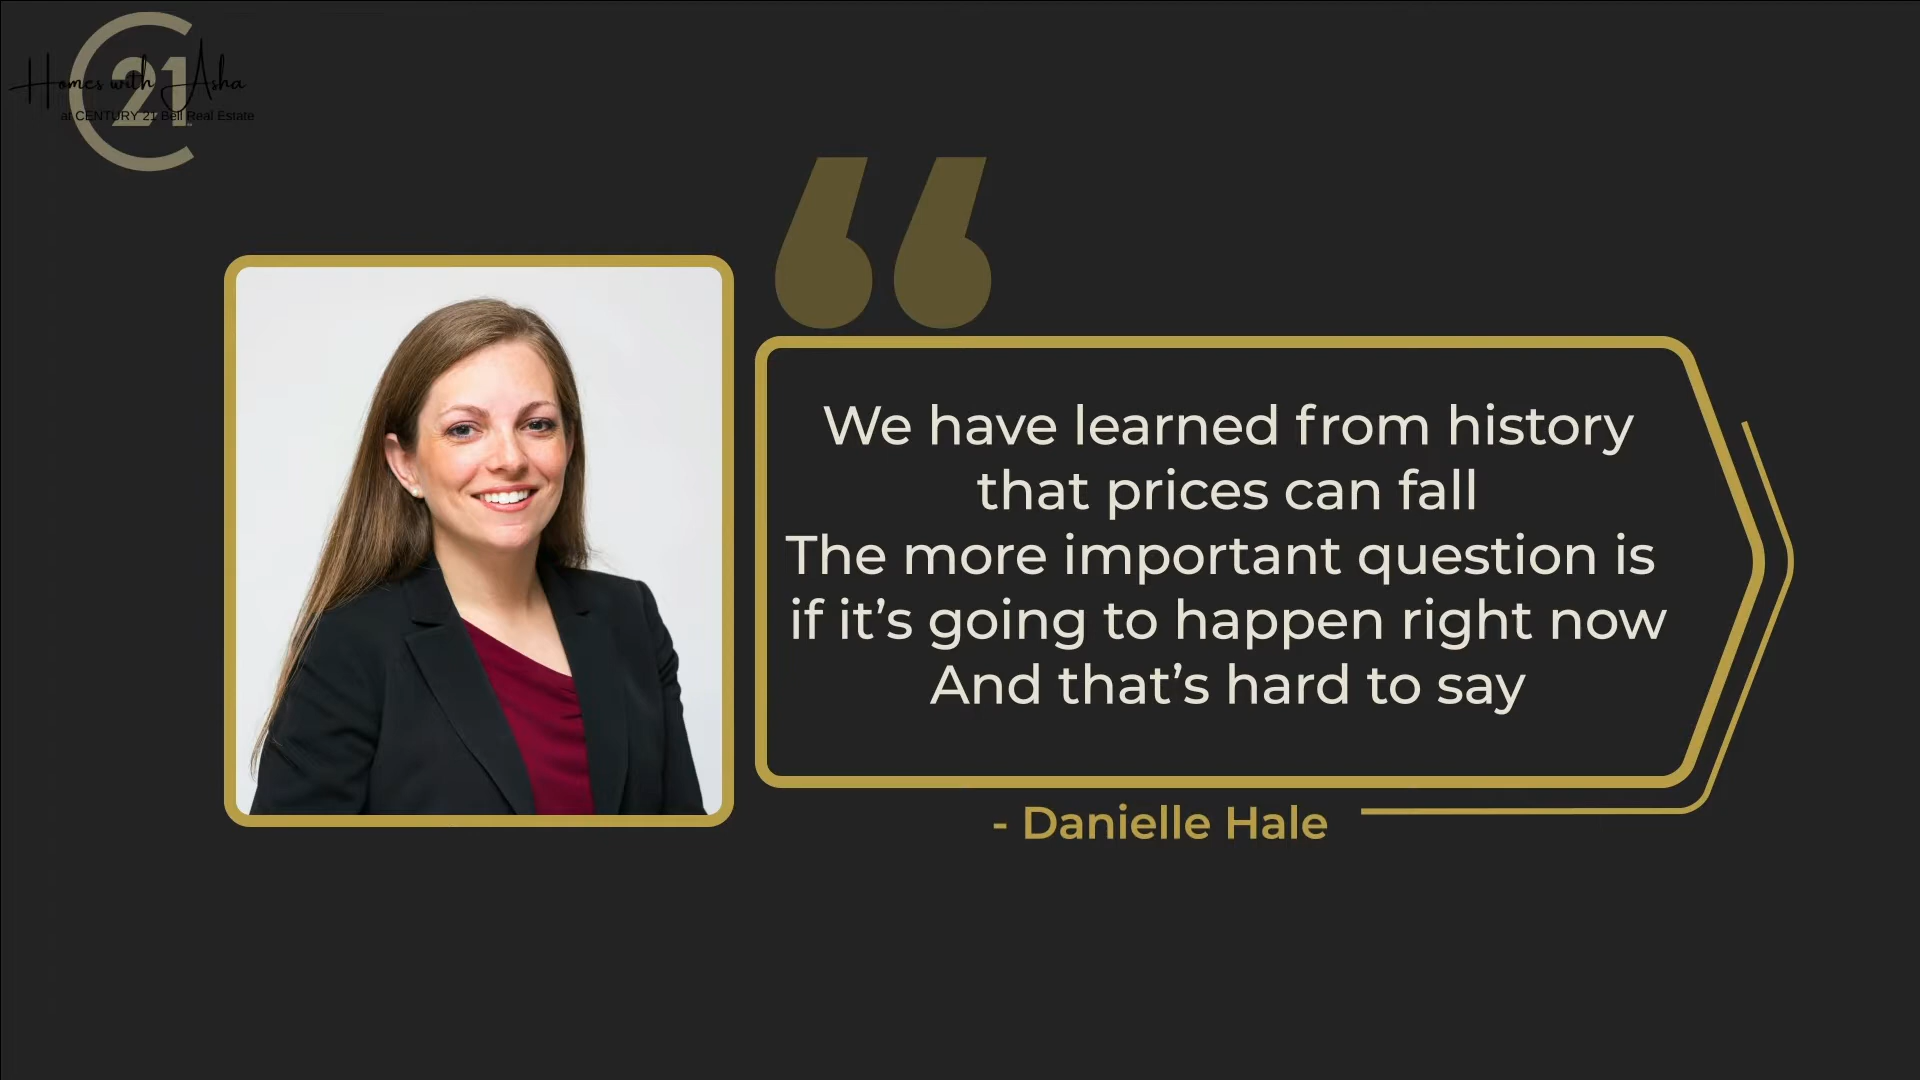 Homes with Asha
C21
at CENTURY 21 Bell Real Estate
“
We have learned from history
that prices can fall
The more important question is
if it’s going to happen right now
And that’s hard to say
- Danielle Hale